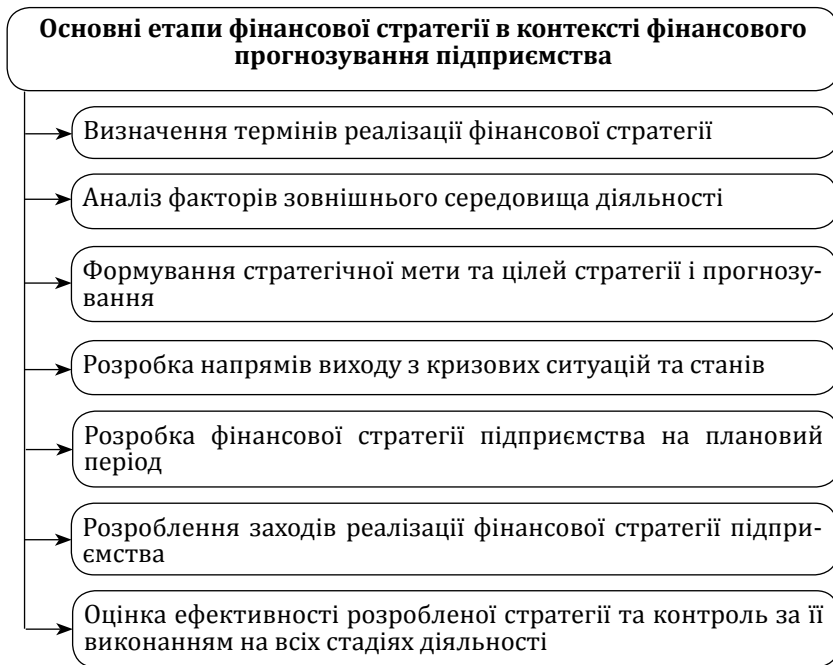 Основні етапи фінансової стратегії в контексті фінансового
прогнозування підприємства
Визначення термінів реалізації фінансової стратегії
Аналіз факторів зовнішнього середовища діяльності
Формування стратегічної мети та цілей стратегії і прогнозу-
вання
Розробка напрямів виходу з кризових ситуацій та станів
Розробка фінансової стратегії підприємства на плановий
період
Розроблення заходів реалізації фінансової стратегії підпри-
ємства
Оцінка ефективності розробленої стратегії та контроль за її
виконанням на всіх стадіях діяльності